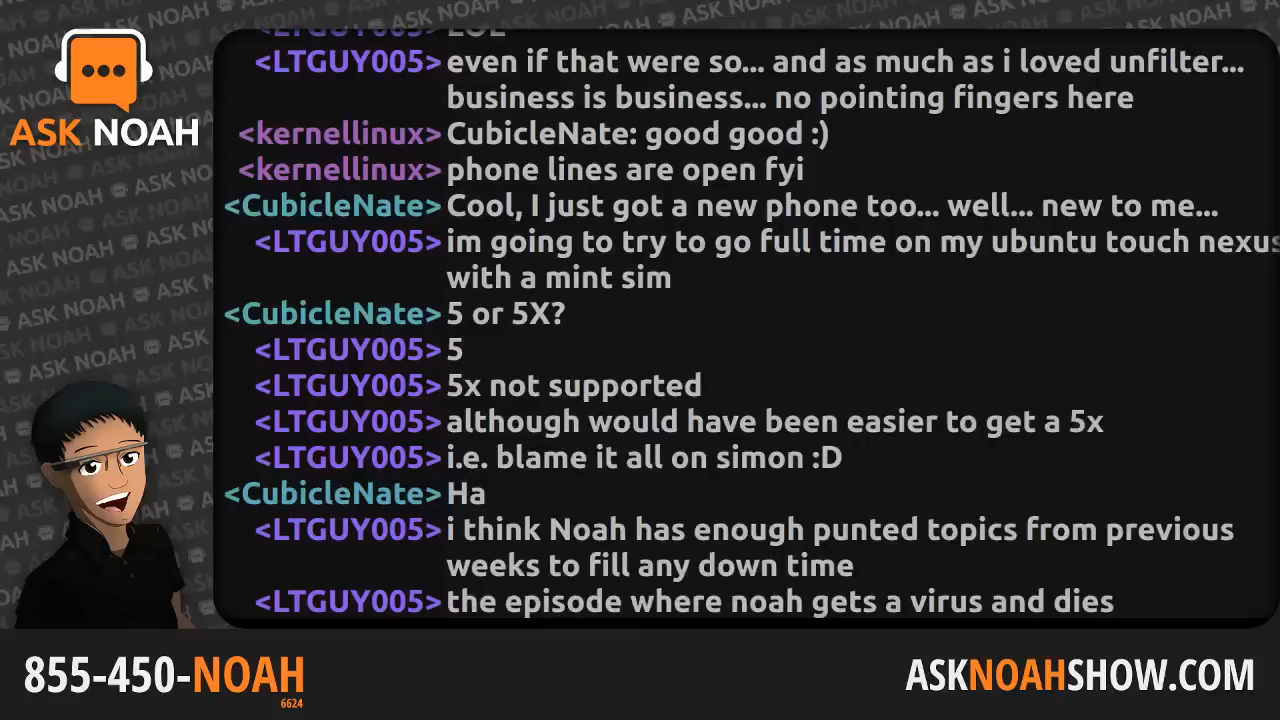 ASK NOAH
<LTGUY005> LOL
<LTGUY005> even if that were so... and as much as i loved unfilter...
business is business... no pointing fingers here
<kernellinux> CubicleNate: good good :)
<kernellinux> phone lines are open fyi
<CubicleNate> Cool, I just got a new phone too... well... new to me...
<LTGUY005> im going to try to go full time on my ubuntu touch nexus
with a mint sim
<CubicleNate> 5 or 5X?
<LTGUY005> 5
<LTGUY005> 5x not supported
<LTGUY005> although would have been easier to get a 5x
<LTGUY005> i.e. blame it all on simon :D
<CubicleNate> Ha
<LTGUY005> i think Noah has enough punted topics from previous
weeks to fill any down time
<LTGUY005> the episode where noah gets a virus and dies
855-450-NOAH
6624
ASKNOAHSHOW.COM